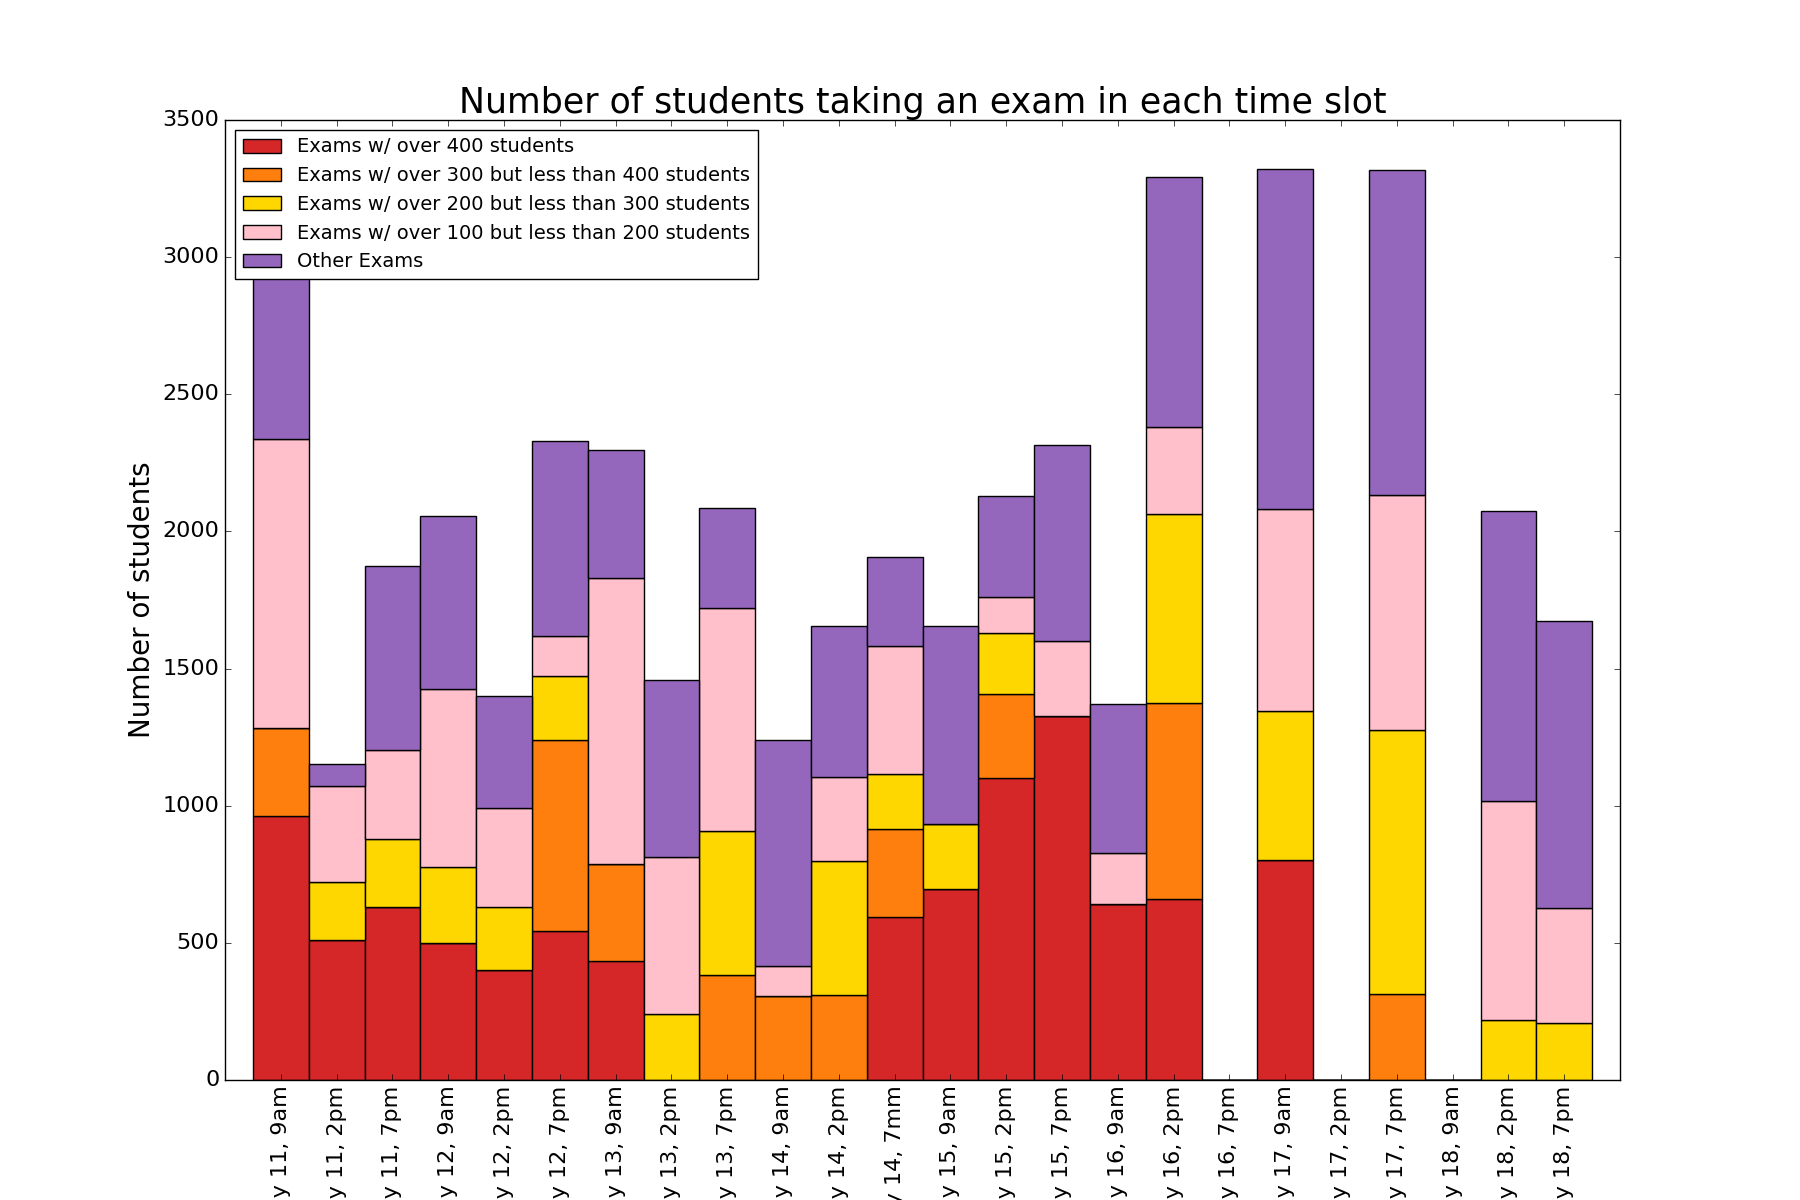 Number of students taking an exam in each time slot
3500
3000
2500
2000
1500
1000
500
0
Number of students
Exams w/ over 400 students
Exams w/ over 300 but less than 400 students
Exams w/ over 200 but less than 300 students
Exams w/ over 100 but less than 200 students
Other Exams
y 11, 9am
y 11, 2pm
y 11, 7pm
y 12, 9am
y 12, 2pm
y 12, 7pm
y 13, 9am
y 13, 2pm
y 13, 7pm
y 14, 9am
y 14, 2pm
y 14, 7mm
y 15, 9am
y 15, 2pm
y 15, 7pm
y 16, 9am
y 16, 2pm
y 16, 7pm
y 17, 9am
y 17, 2pm
y 17, 7pm
y 18, 9am
y 18, 2pm
y 18, 7pm